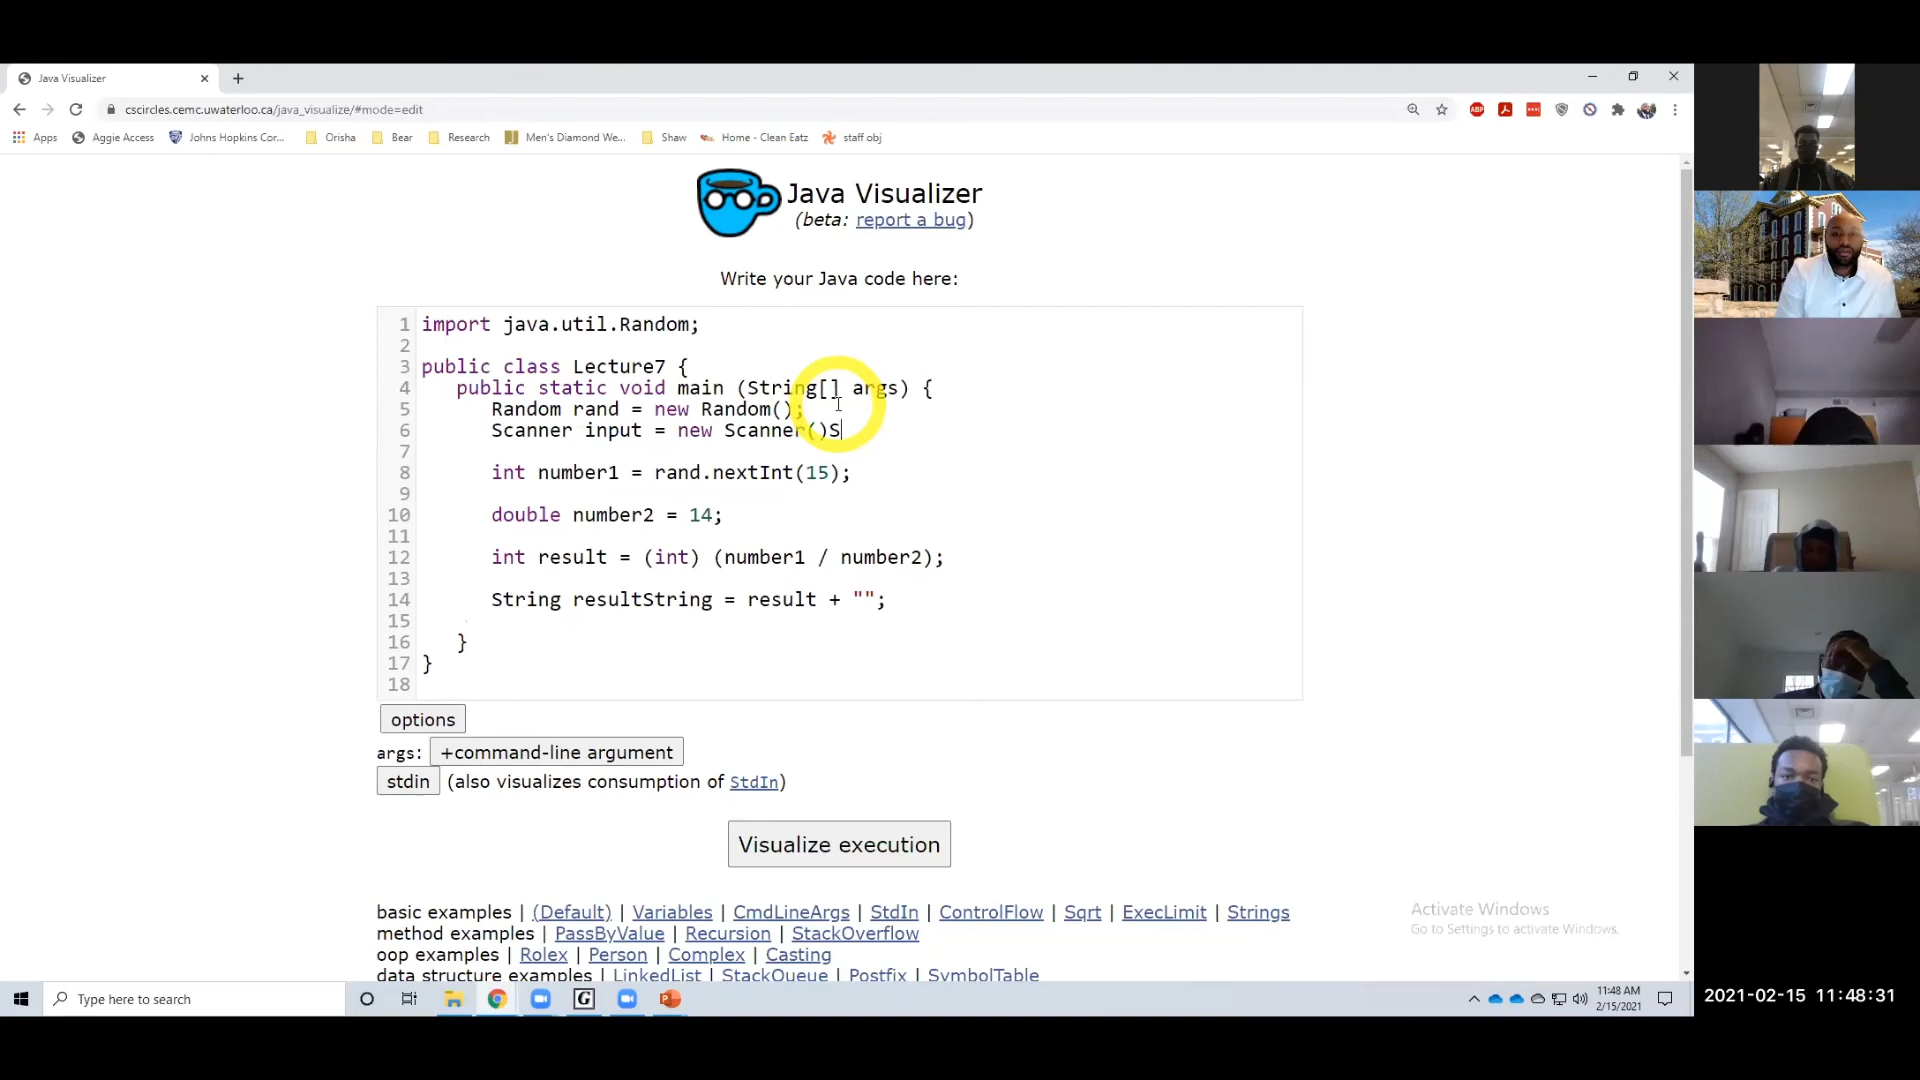 Java Visualizer
cscircles.cemc.uwaterloo.ca/java_visualize/#mode=edit
ABP
Apps Aggie Access Johns Hopkins Cor... Orisha Bear Research Men's Diamond We... Shaw Home - Clean Eatz staff obj
Java Visualizer
(beta: report a bug)
Write your Java code here:
1 import java.util.Random;
2
3 public class Lecture7 {
4 public static void main (String[] args) {
5 Random rand = new Random();
6 Scanner input = new Scanner()S
7
8 int number1 = rand.nextInt(15);
9
10 double number2 = 14;
11
12 int result = (int) (number1 / number2);
13
14 String resultString = result + "";
15
16 }
17 }
18
options
args: +command-line argument
stdin (also visualizes consumption of StdIn)
Visualize execution
basic examples | (Default) | Variables | CmdLineArgs | StdIn | ControlFlow | Sqrt | ExecLimit | Strings
method examples | PassByValue | Recursion | StackOverflow
oop examples | Rolex | Person | Complex | Casting
data structure examples | LinkedList | StackQueue | Postfix | SymbolTable
Activate Windows
Go to Settings to activate Windows.
Type here to search
G
P
11:48 AM
2/15/2021
2021-02-15 11:48:31